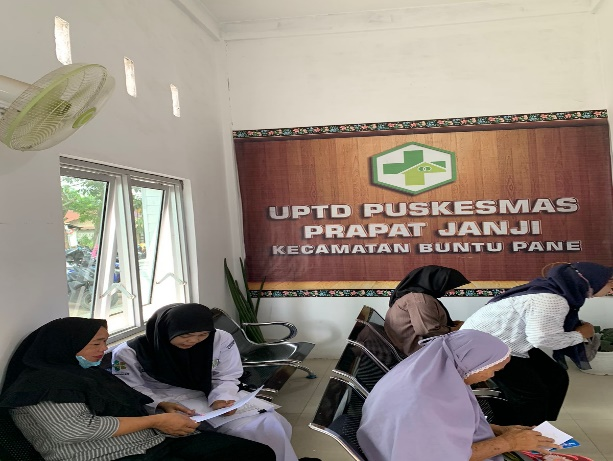 UPTD PUSKESMAS
PRAPAT JANJI
KECAMATAN BUNTU PANE